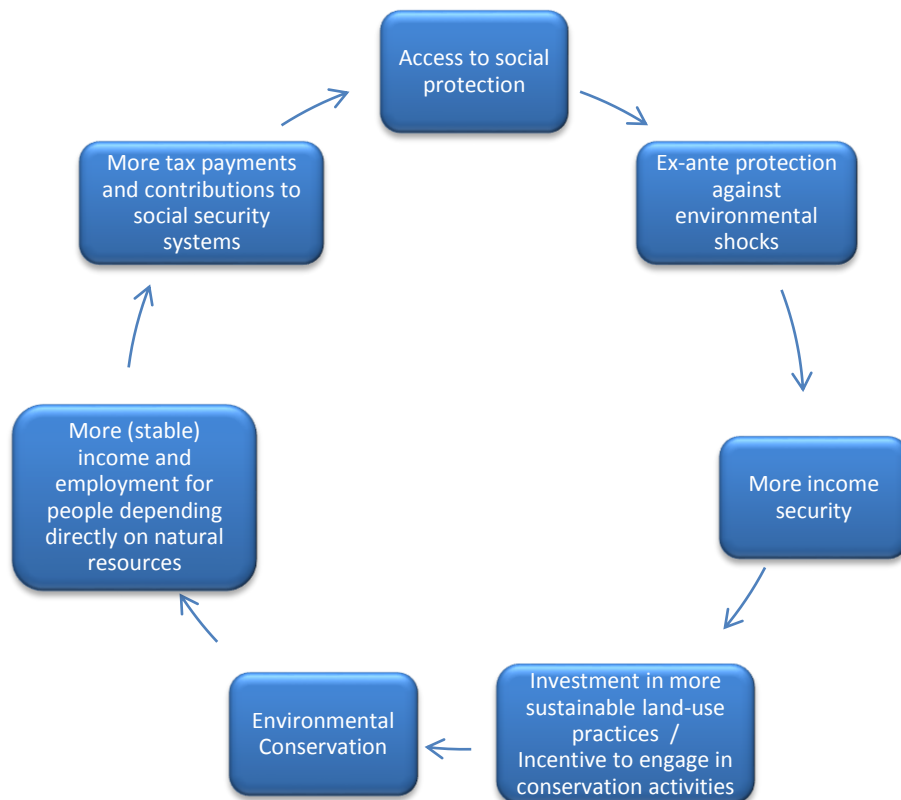 Access to social
protection
Ex-ante protection
against
environmental
shocks
More income
security
Investment in more
sustainable land-use
practices /
Incentive to engage in
conservation activities
Environmental
Conservation
More (stable)
income and
employment for
people depending
directly on natural
resources
More tax payments
and contributions to
social security
systems